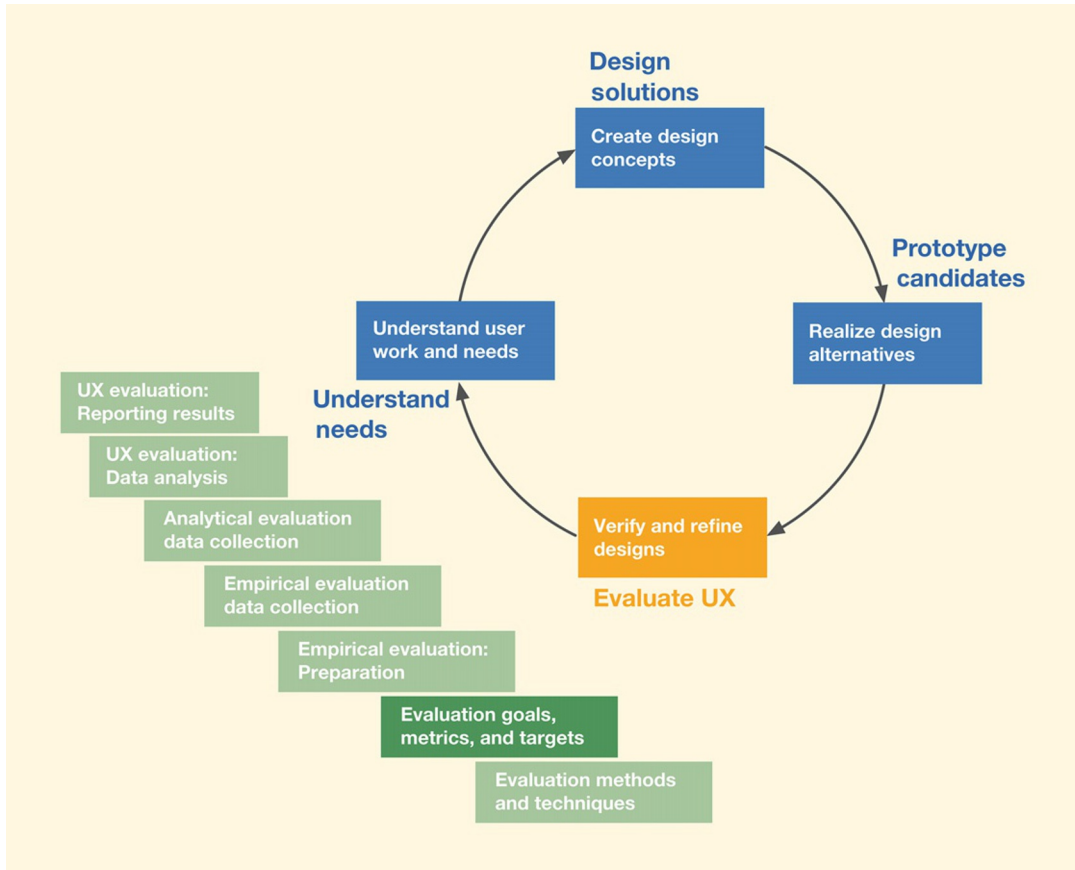 Design
solutions
Create design
concepts
Prototype
candidates
Realize design
alternatives
Understand user
work and needs
Understand
needs
Verify and refine
designs
Evaluate UX
UX evaluation:
Reporting results
UX evaluation:
Data analysis
Analytical evaluation
data collection
Empirical evaluation
data collection
Empirical evaluation:
Preparation
Evaluation goals,
metrics, and targets
Evaluation methods
and techniques